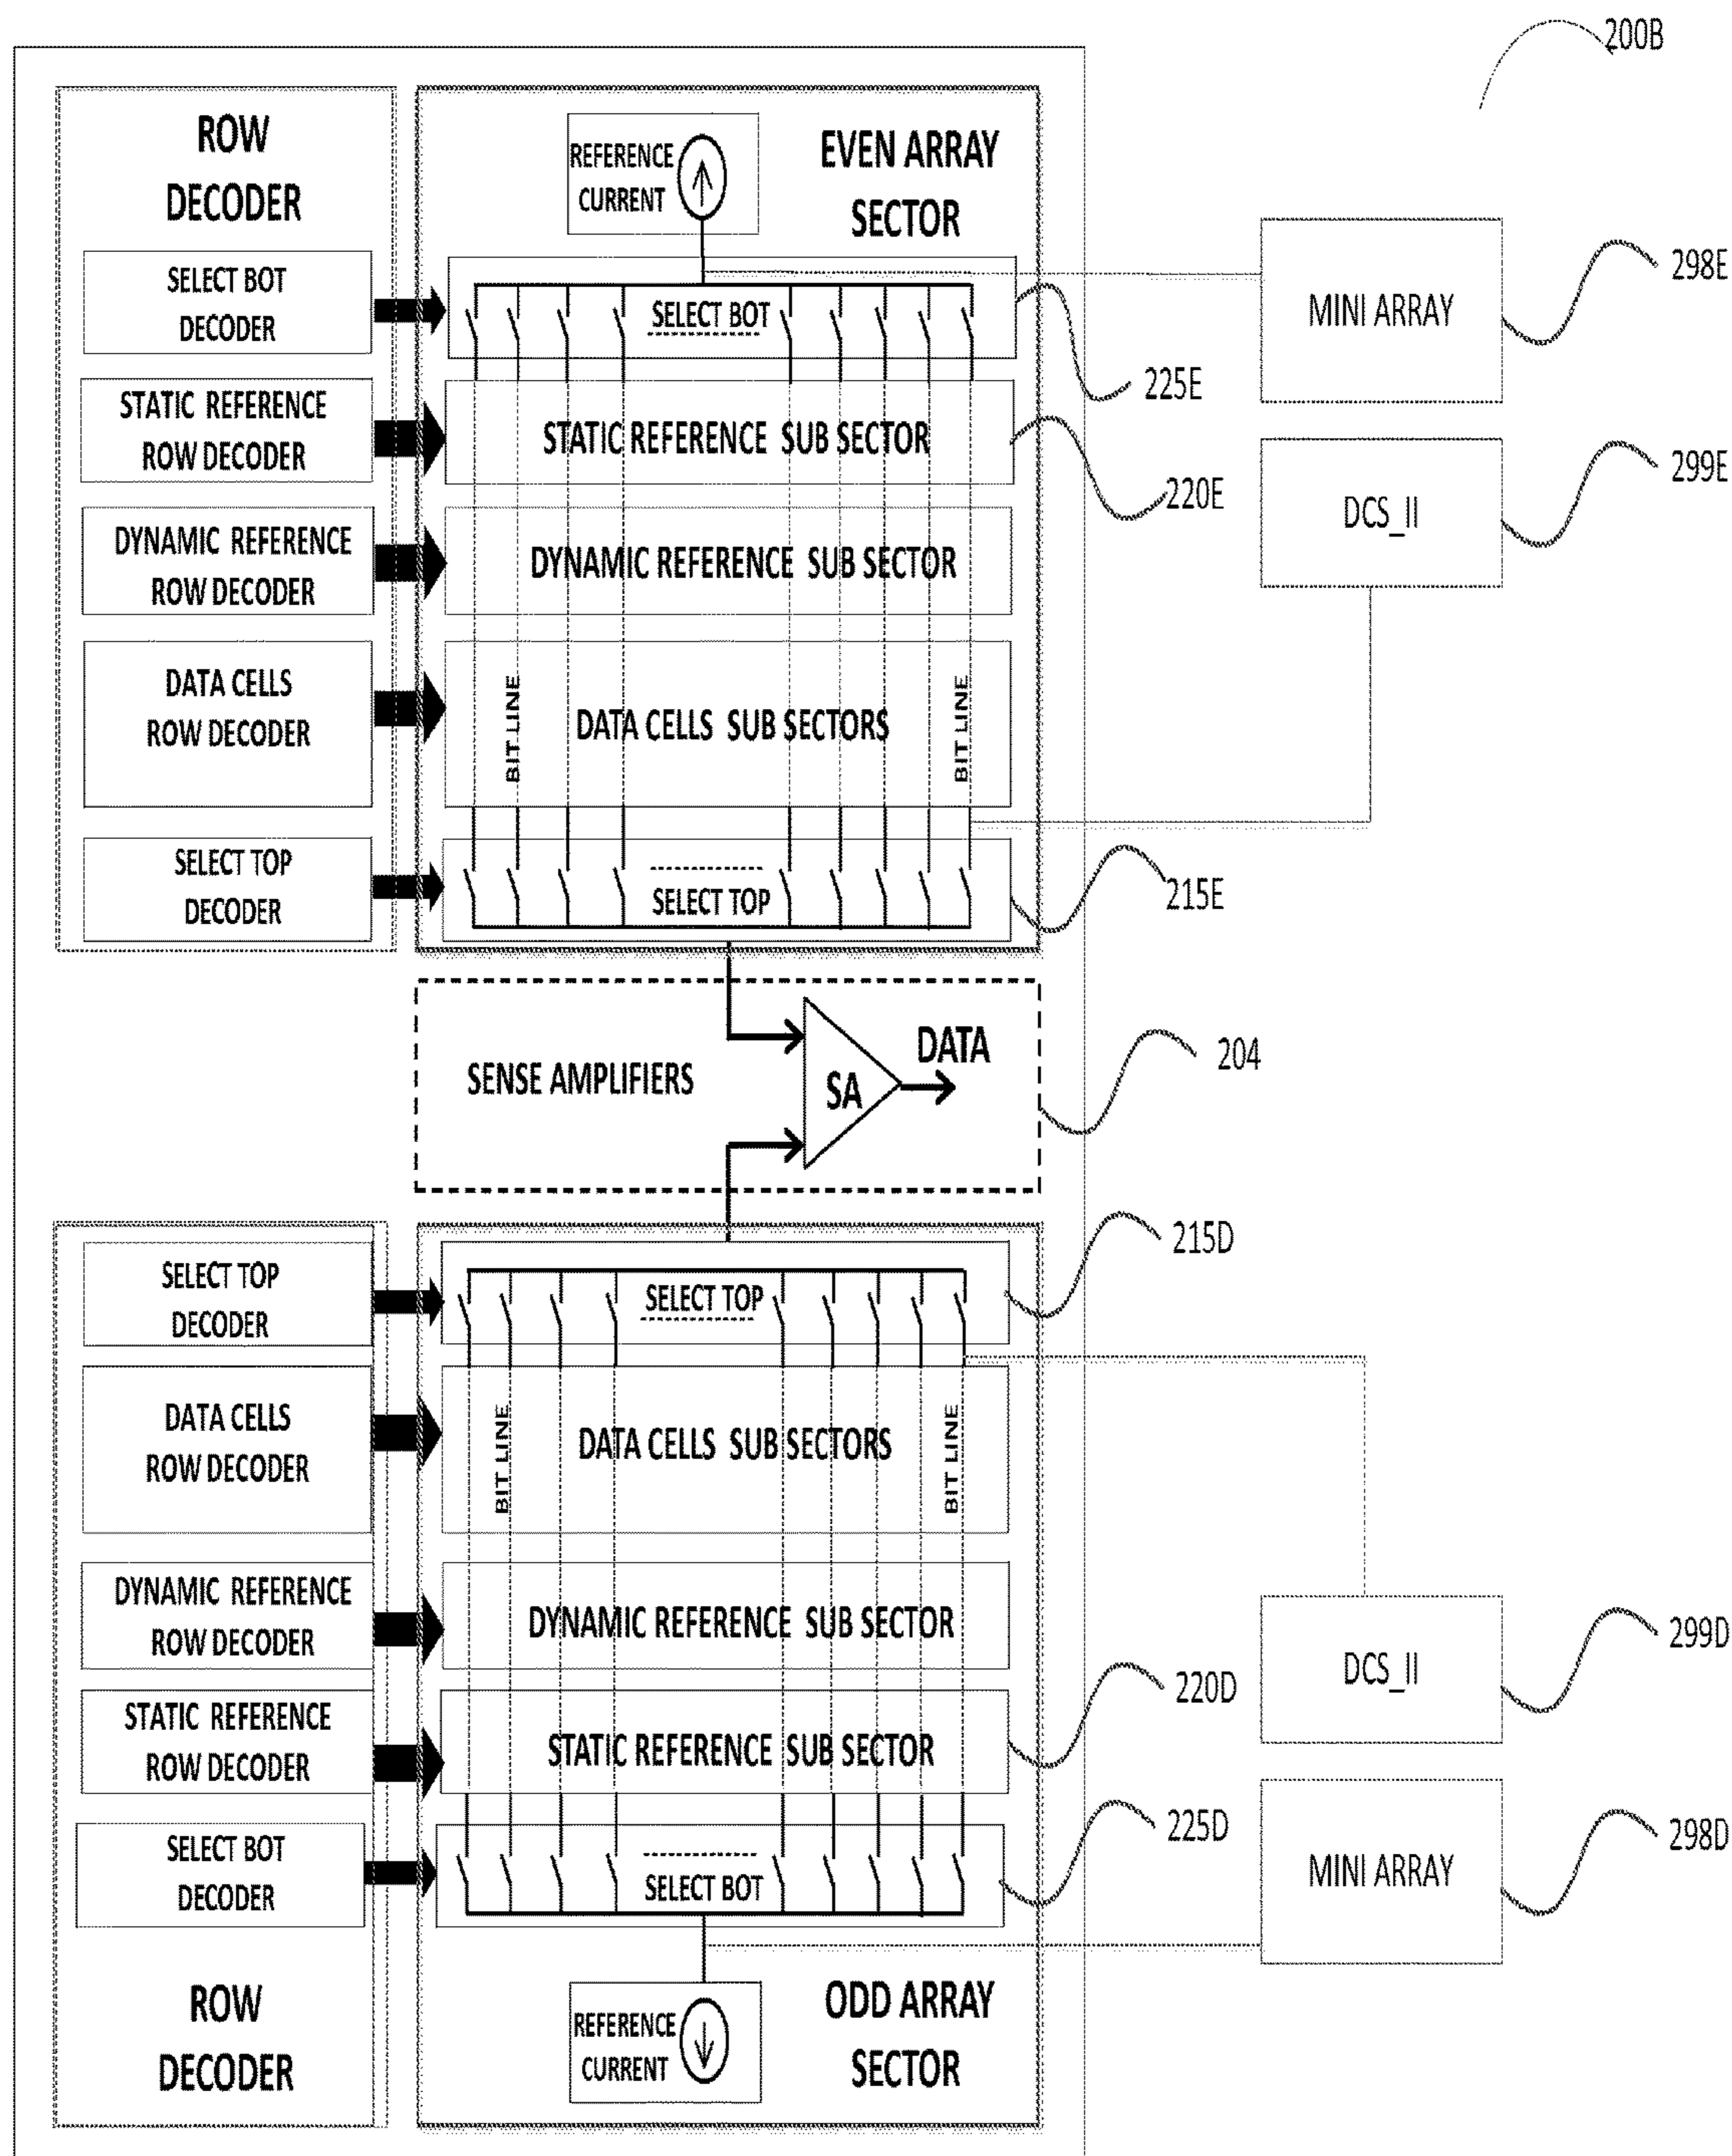 200B
ROW
DECODER
SELECT BOT
DECODER
STATIC REFERENCE
ROW DECODER
DYNAMIC REFERENCE
ROW DECODER
DATA CELLS
ROW DECODER
SELECT TOP
DECODER
REFERENCE
CURRENT
EVEN ARRAY
SECTOR
SELECT BOT
STATIC REFERENCE SUB SECTOR
DYNAMIC REFERENCE SUB SECTOR
BIT LINE
DATA CELLS SUB SECTORS
BIT LINE
SELECT TOP
MINI ARRAY
298E
225E
DCS_II
299E
220E
215E
SENSE AMPLIFIERS
SA
DATA
204
SELECT TOP
DECODER
DATA CELLS
ROW DECODER
DYNAMIC REFERENCE
ROW DECODER
STATIC REFERENCE
ROW DECODER
SELECT BOT
DECODER
ROW
DECODER
SELECT TOP
BIT LINE
DATA CELLS SUB SECTORS
BIT LINE
DYNAMIC REFERENCE SUB SECTOR
STATIC REFERENCE SUB SECTOR
SELECT BOT
REFERENCE
CURRENT
ODD ARRAY
SECTOR
215D
DCS_II
299D
220D
225D
MINI ARRAY
298D